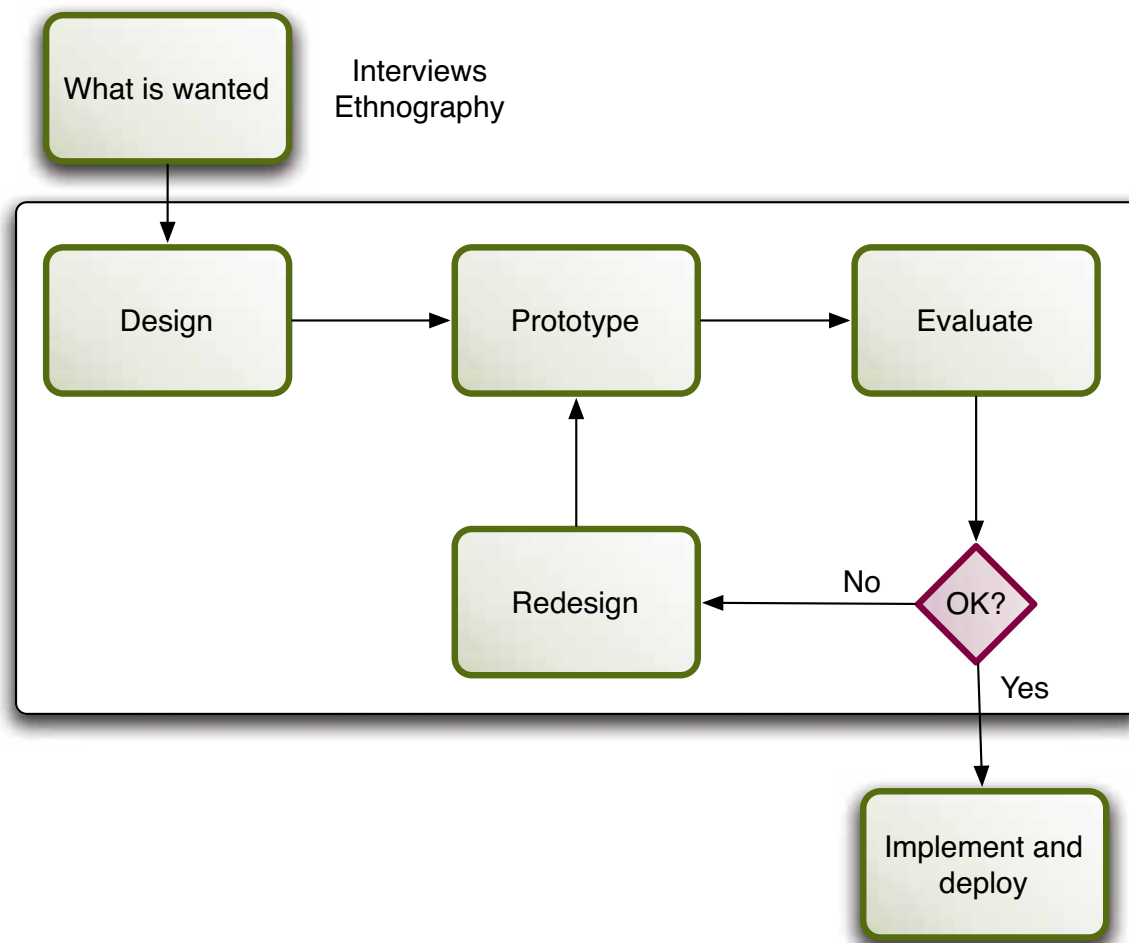 What is wanted
Interviews
Ethnography
Design
Prototype
Evaluate
Redesign
No
OK?
Yes
Implement and
deploy